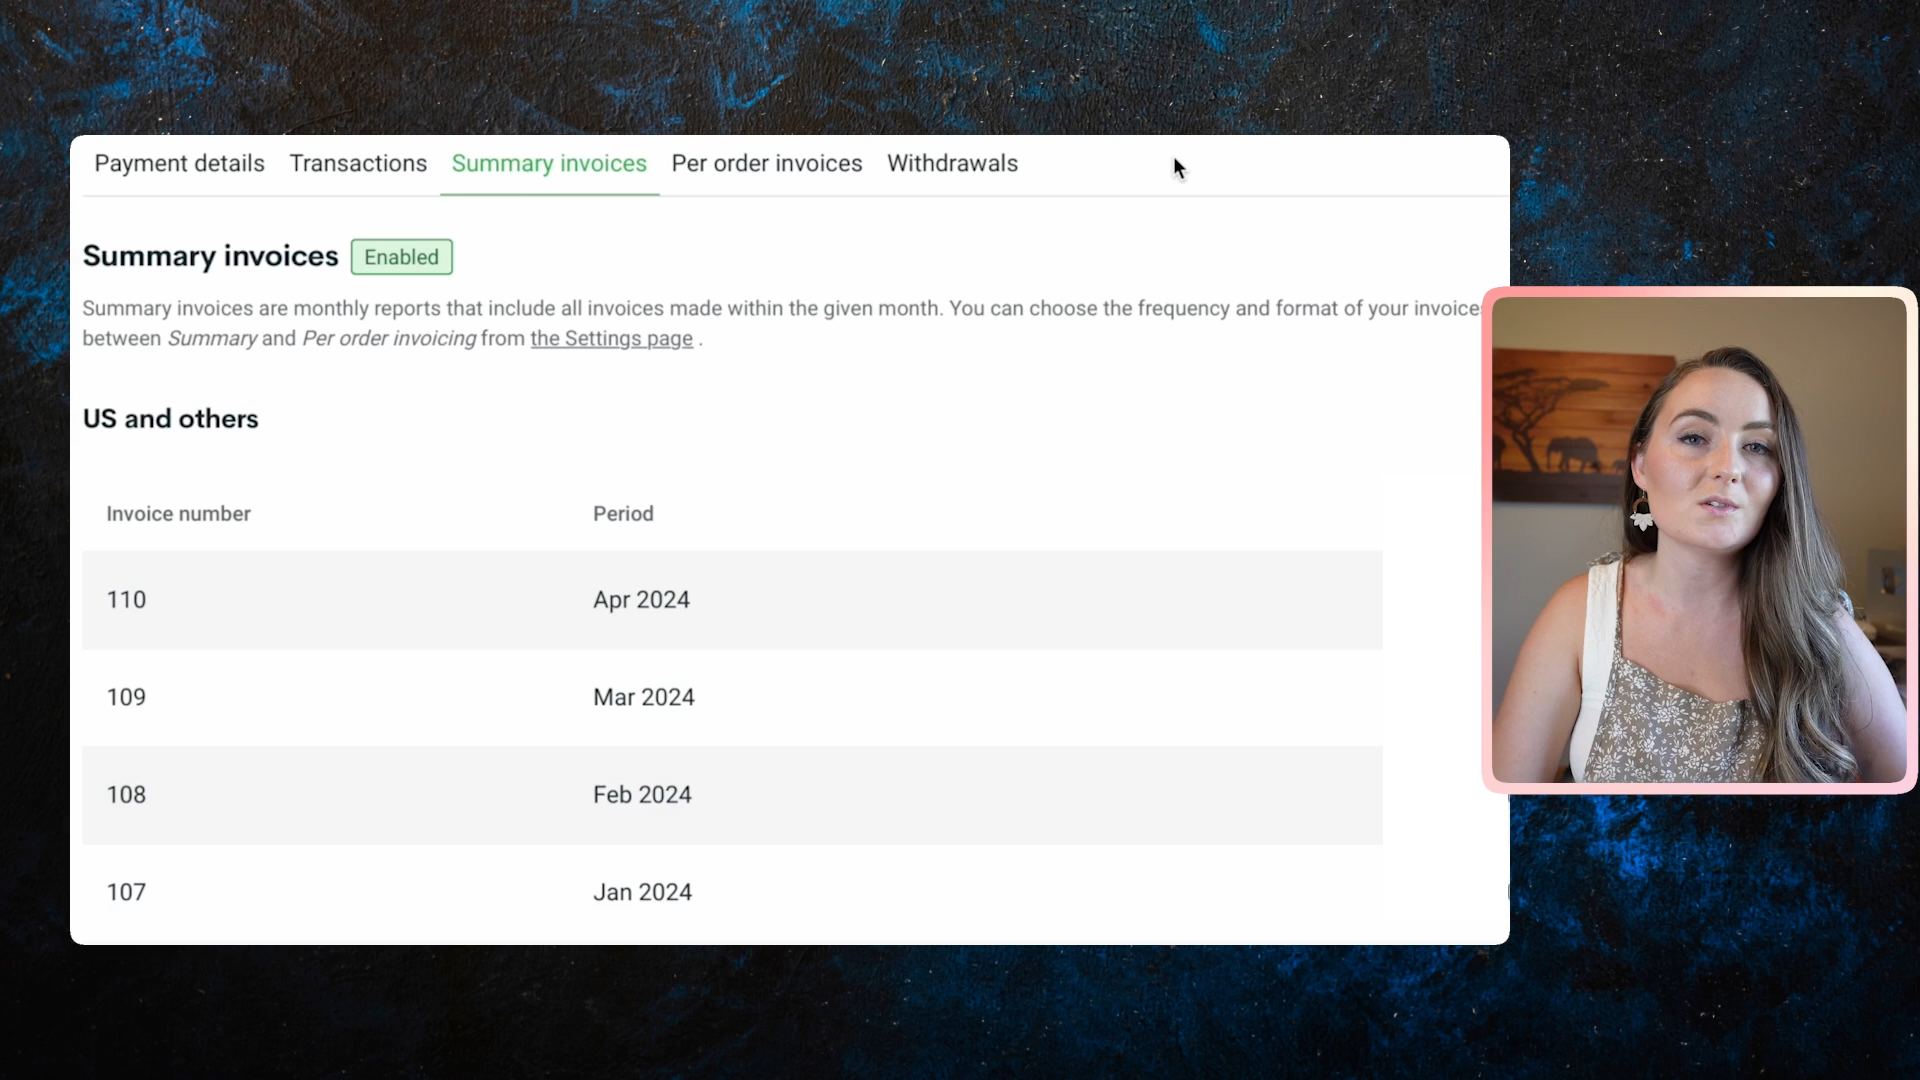 Payment details Transactions Summary invoices Per order invoices Withdrawals
Summary invoices Enabled
Summary invoices are monthly reports that include all invoices made within the given month. You can choose the frequency and format of your invoices
between Summary and Per order invoicing from the Settings page .
US and others
Invoice number Period
110 Apr 2024
109 Mar 2024
108 Feb 2024
107 Jan 2024